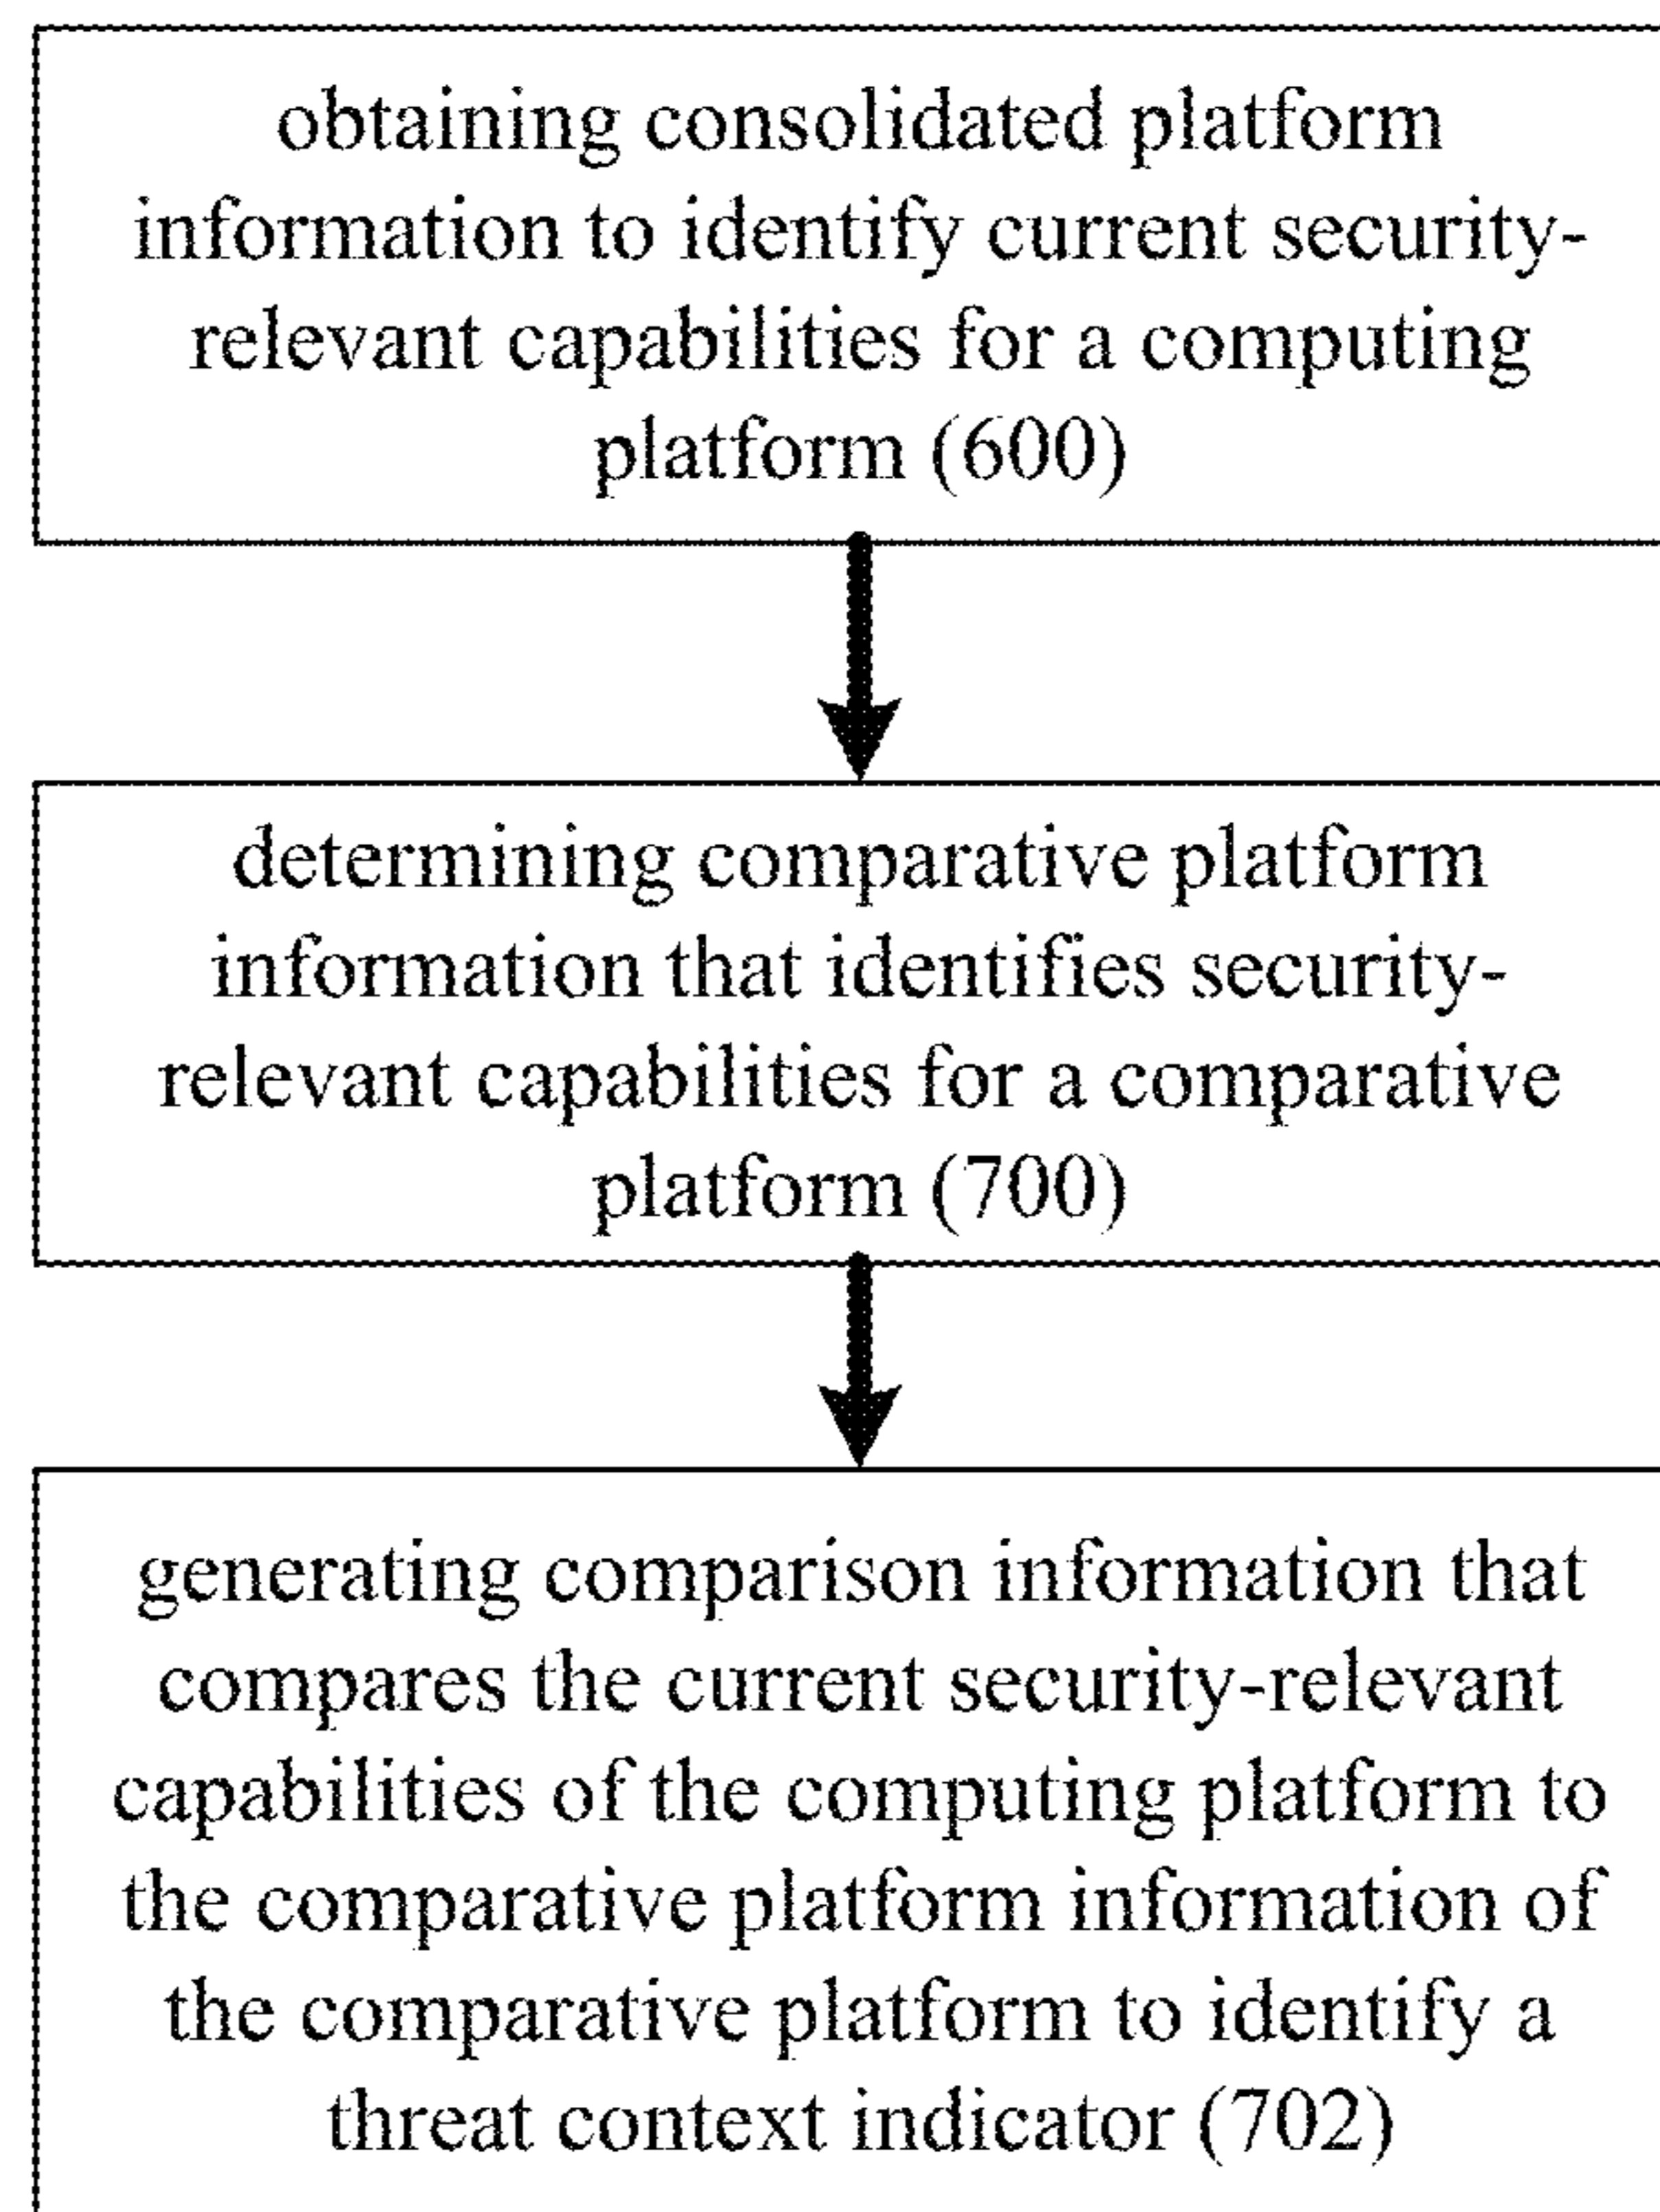 obtaining consolidated platform
information to identify current security-
relevant capabilities for a computing
platform (600)
determining comparative platform
information that identifies security-
relevant capabilities for a comparative
platform (700)
generating comparison information that
compares the current security-relevant
capabilities of the computing platform to
the comparative platform information of
the comparative platform to identify a
threat context indicator (702)